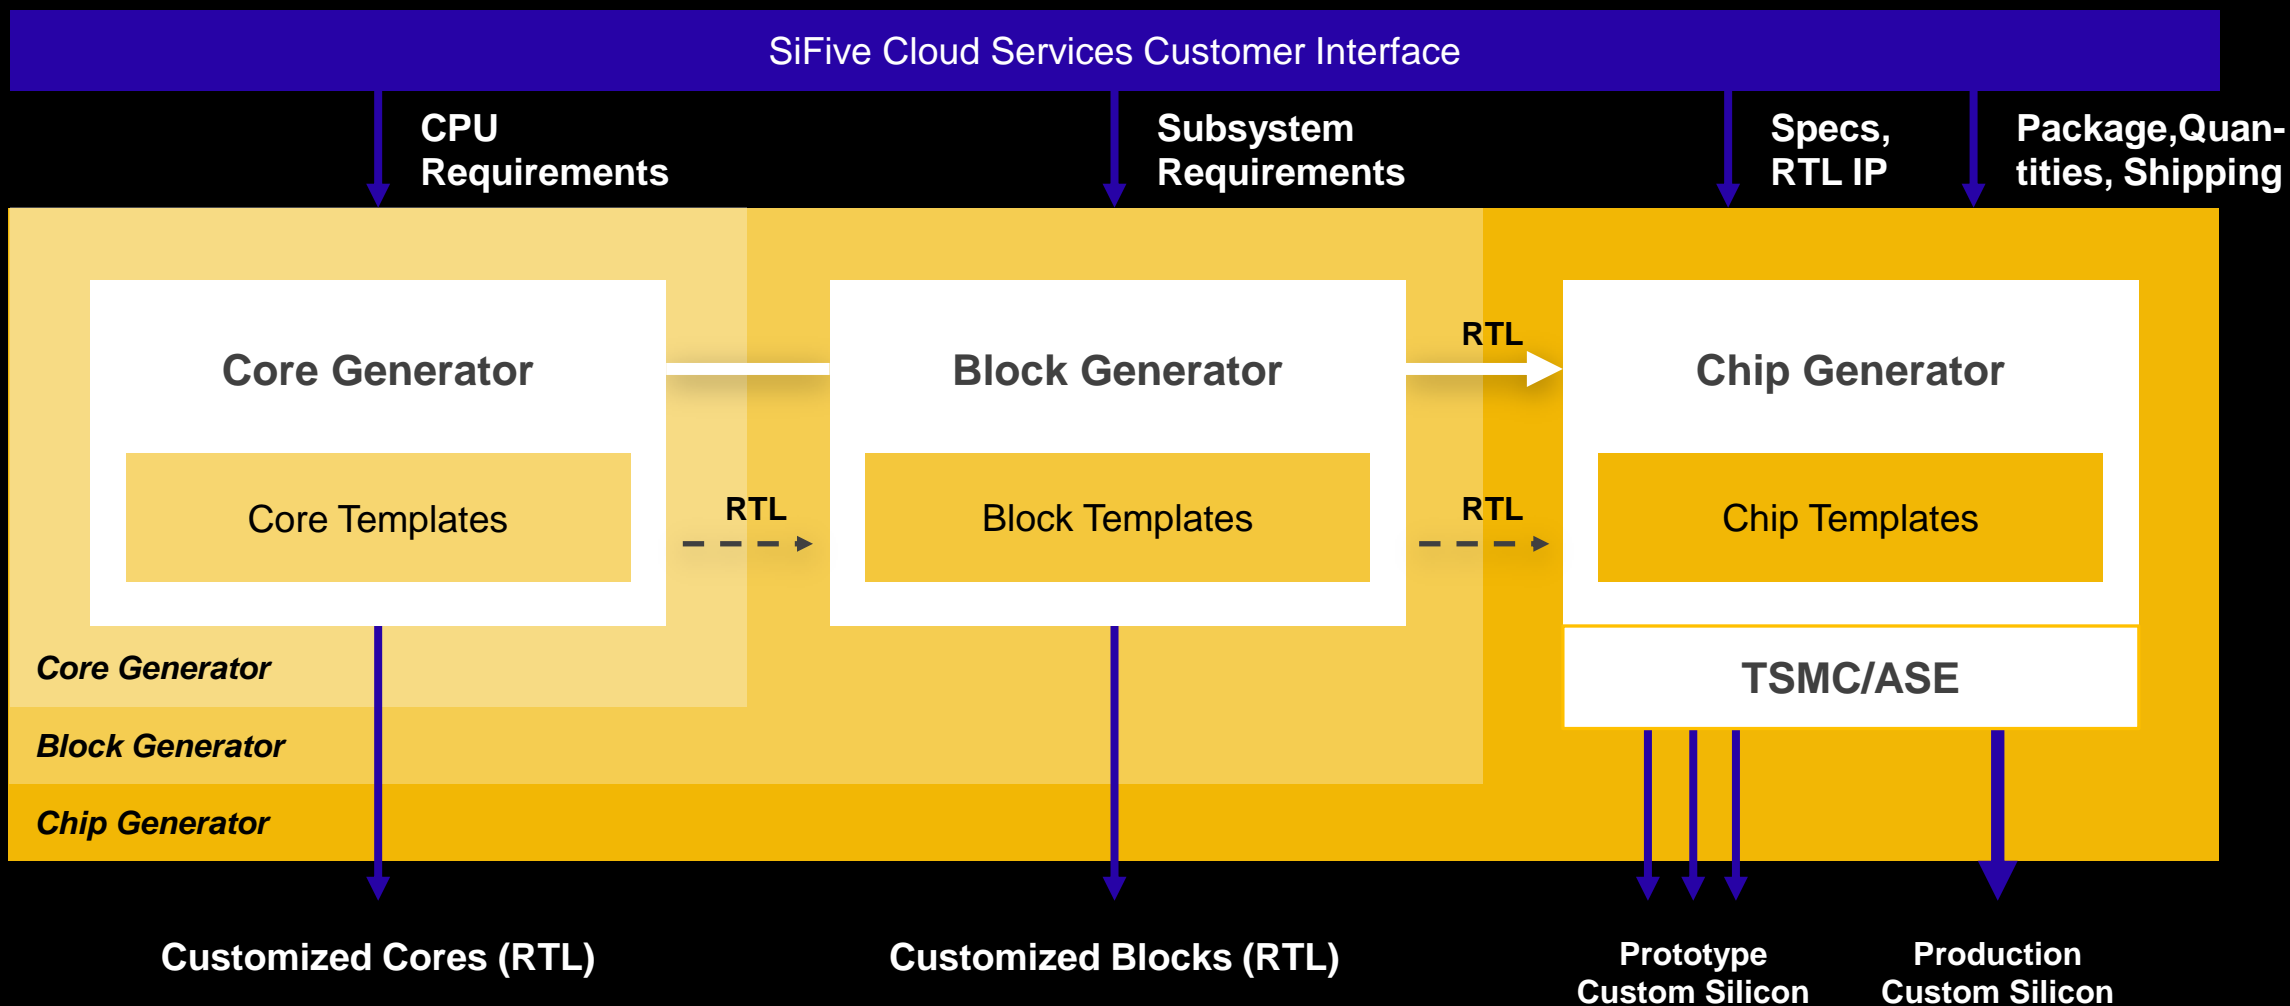 SiFive Cloud Services Customer Interface
CPU
Requirements
Subsystem
Requirements
Specs,
RTL IP
Package,Quan-
tities, Shipping
Core Generator
Core Templates
RTL
Block Generator
Block Templates
RTL
RTL
Chip Generator
Chip Templates
TSMC/ASE
Core Generator
Block Generator
Chip Generator
Customized Cores (RTL)
Customized Blocks (RTL)
Prototype
Custom Silicon
Production
Custom Silicon